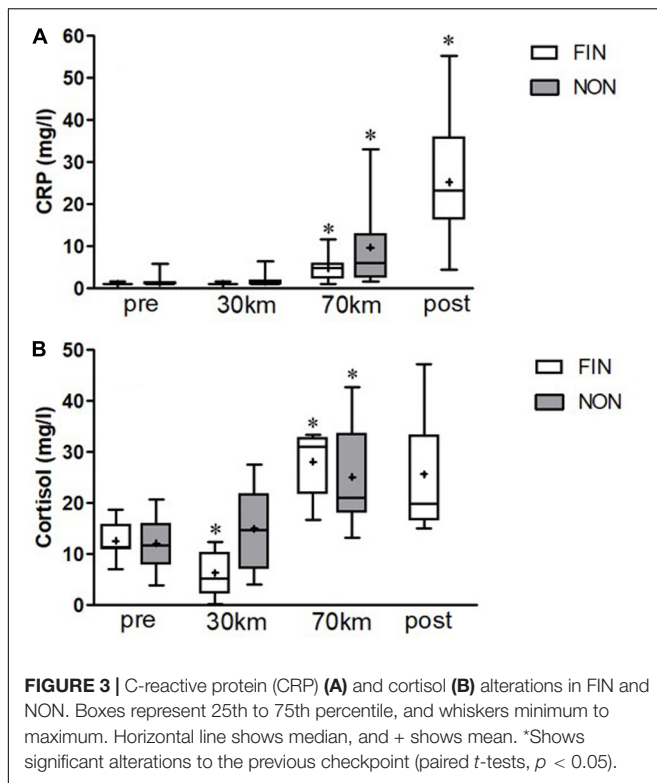 A
60
50
40
30
20
10
0
CRP (mg/l)
*
*
*
FIN
NON
pre 30km 70km post
B
50
40
30
20
10
0
Cortisol (mg/l)
*
*
*
FIN
NON
pre 30km 70km post
FIGURE 3 | C-reactive protein (CRP) (A) and cortisol (B) alterations in FIN and
NON. Boxes represent 25th to 75th percentile, and whiskers minimum to
maximum. Horizontal line shows median, and + shows mean. *Shows
significant alterations to the previous checkpoint (paired t-tests, p < 0.05).